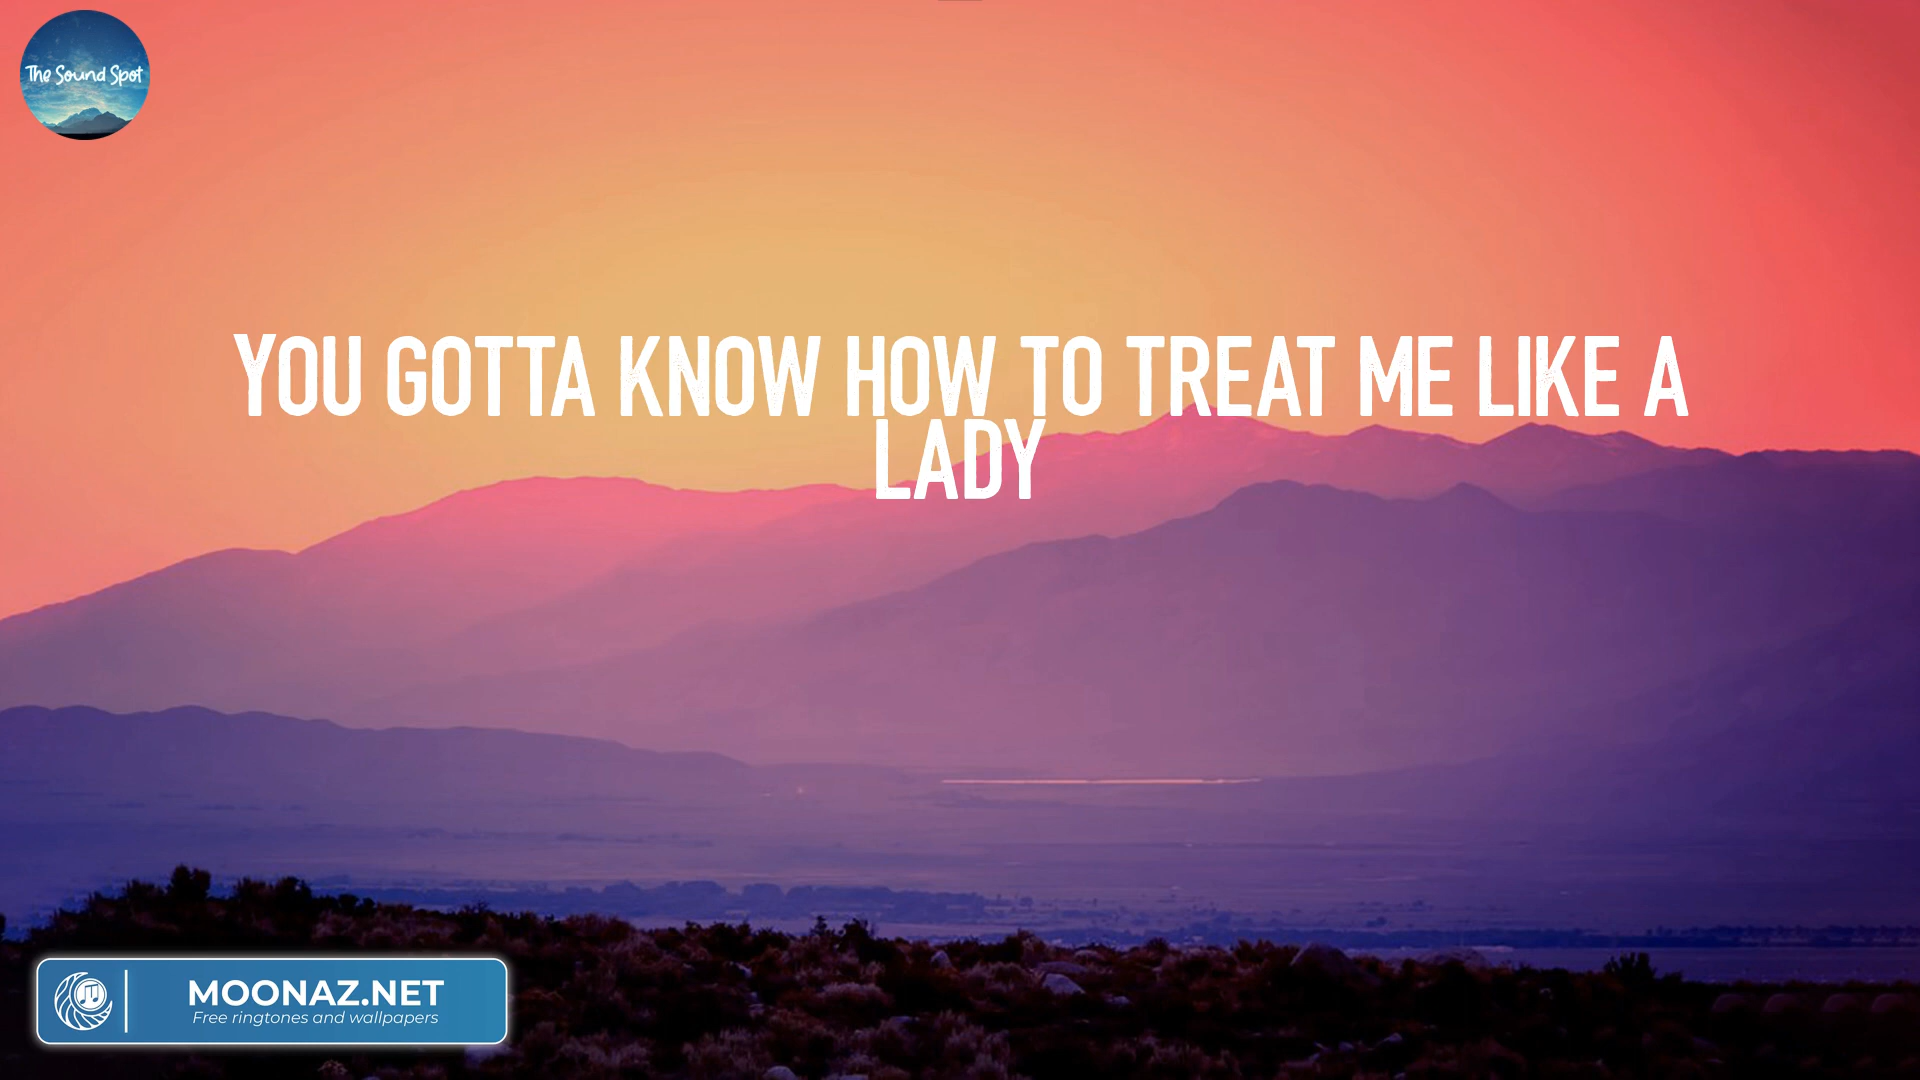 The Sound Spot
YOU GOTTA KNOW HOW TO TREAT ME LIKE A
LADY
MOONAZ.NET
Free ringtones and wallpapers